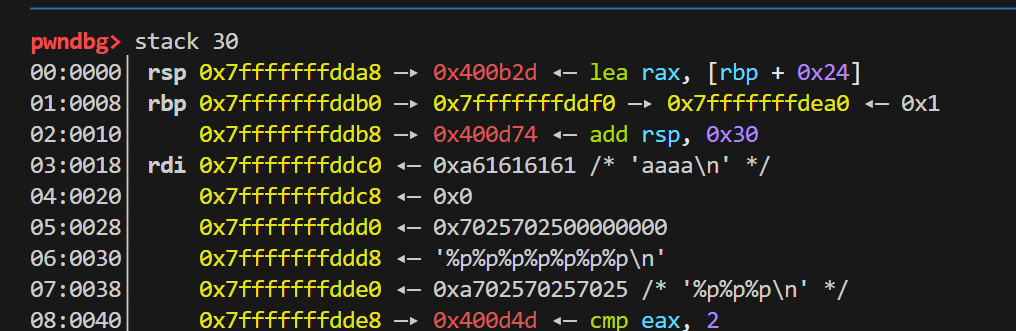 pwndbg> stack 30
00:0000│ rsp 0x7fffffffdda8 —▸ 0x400b2d ◂— lea rax, [rbp + 0x24]
01:0008│ rbp 0x7fffffffddb0 —▸ 0x7fffffffddf0 —▸ 0x7fffffffdea0 ◂— 0x1
02:0010│ 0x7fffffffddb8 —▸ 0x400d74 ◂— add rsp, 0x30
03:0018│ rdi 0x7fffffffddc0 ◂— 0xa61616161 /* 'aaaa\n' */
04:0020│ 0x7fffffffddc8 ◂— 0x0
05:0028│ 0x7fffffffddd0 ◂— 0x7025702500000000
06:0030│ 0x7fffffffddd8 ◂— '%p%p%p%p%p%p%p\n'
07:0038│ 0x7fffffffdde0 ◂— 0xa702570257025 /* '%p%p%p\n' */
08:0040│ 0x7fffffffdde8 —▸ 0x400d4d ◂— cmp eax, 2